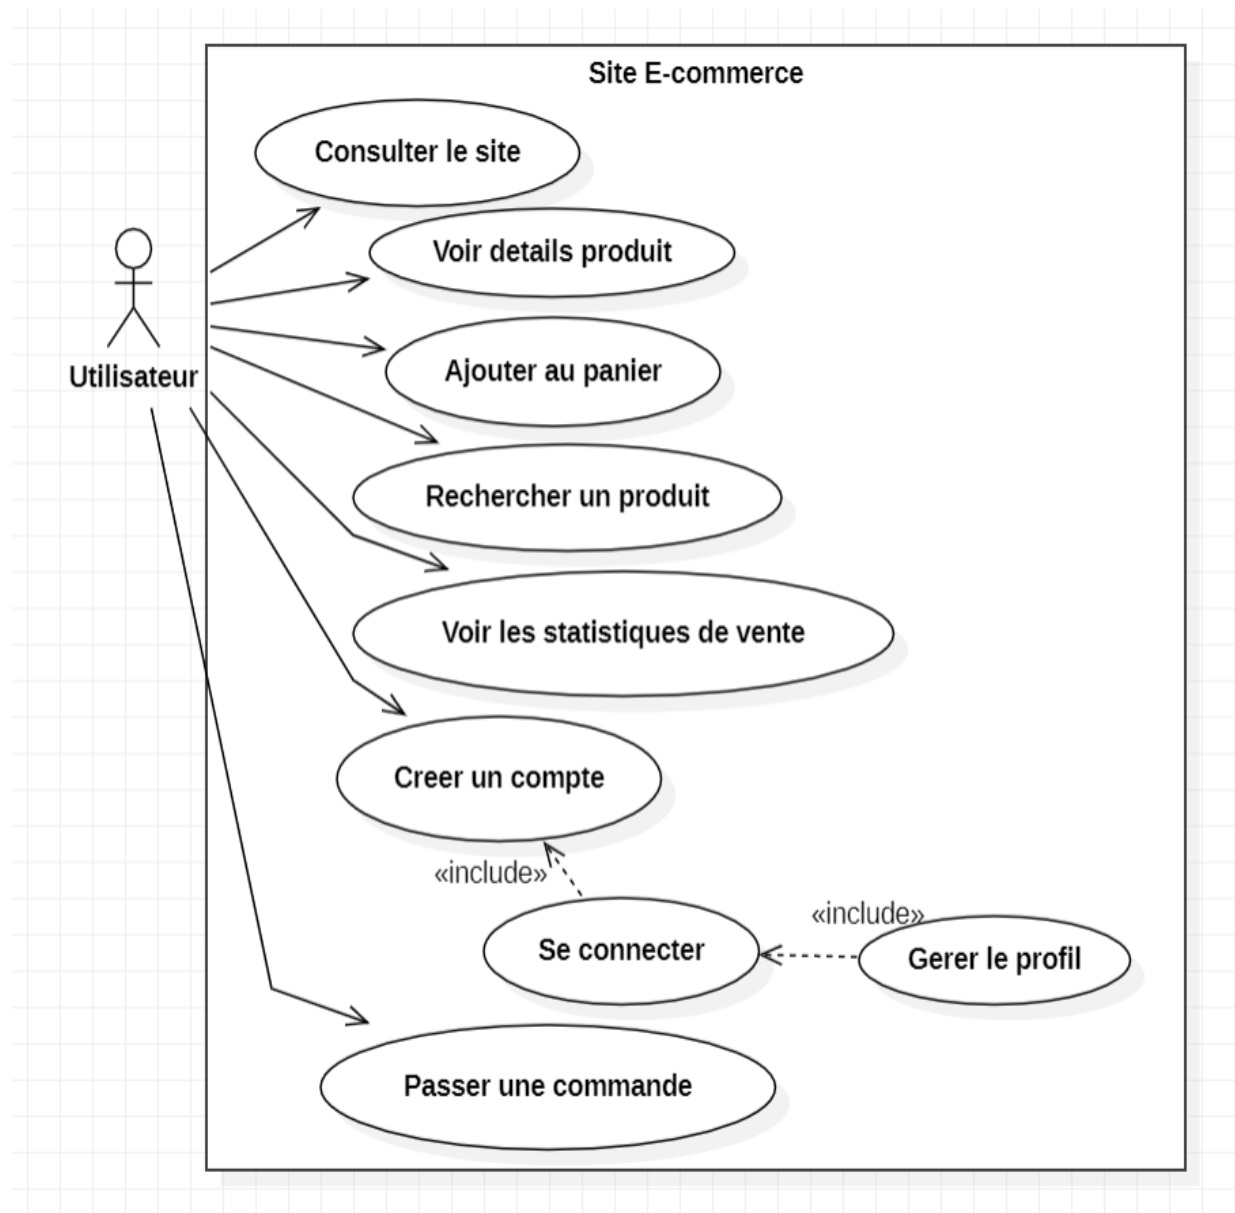 Site E-commerce
Consulter le site
Voir details produit
Ajouter au panier
Utilisateur
Rechercher un produit
Voir les statistiques de vente
Creer un compte
«include»
«include»
Se connecter
Gerer le profil
Passer une commande